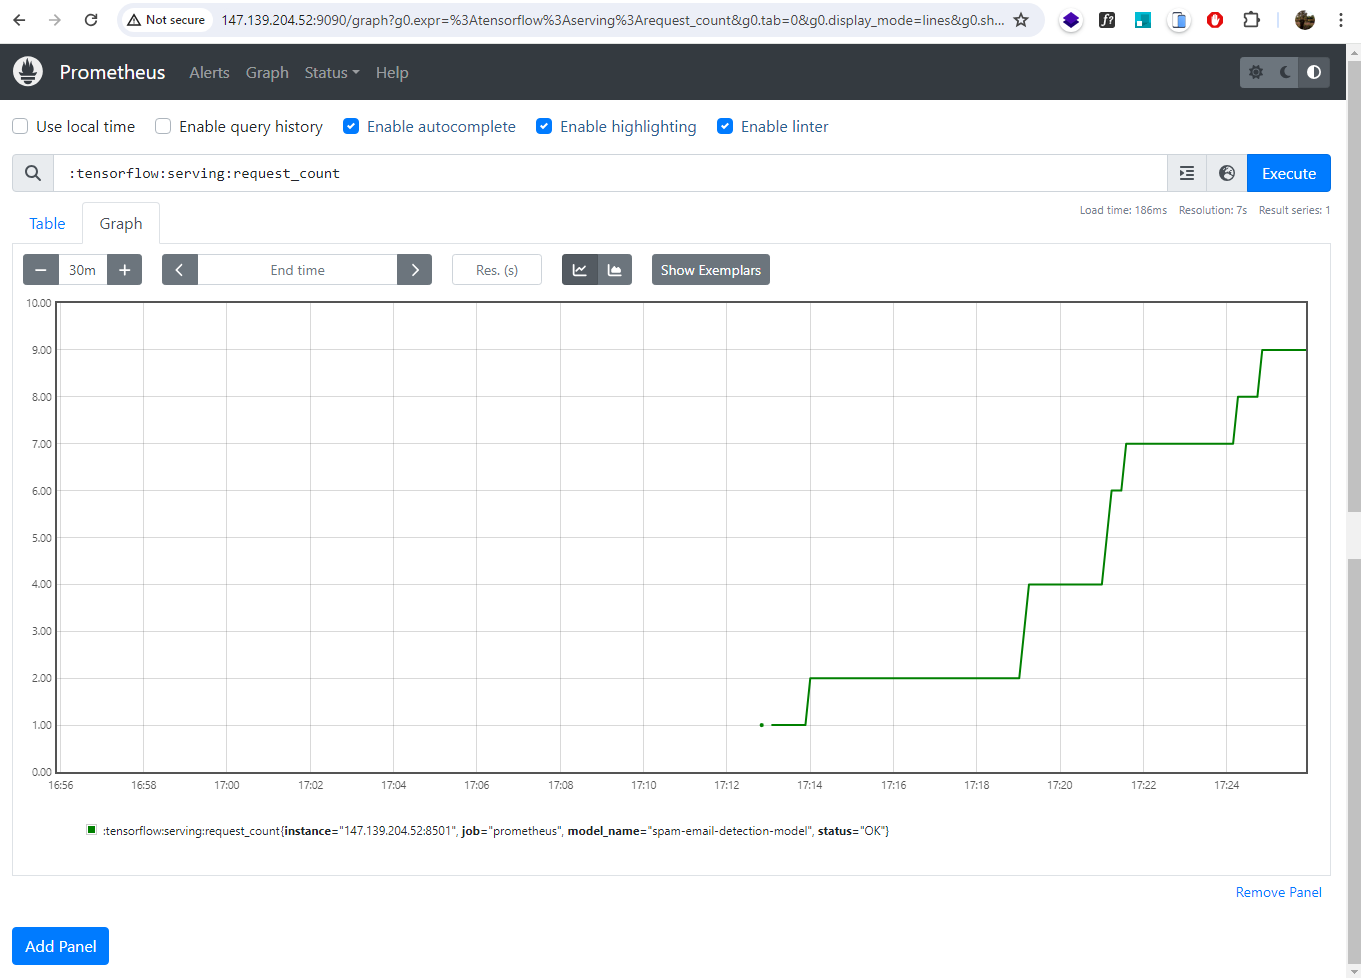 Not secure 147.139.204.52:9090/graph?g0.expr=%3Atensorflow%3Aserving%3Arequest_count&g0.tab=0&g0.display_mode=lines&g0.sh... f?
Prometheus Alerts Graph Status Help
Use local time Enable query history Enable autocomplete Enable highlighting Enable linter
:tensorflow:serving:request_count Execute
Load time: 186ms Resolution: 7s Result series: 1
Table Graph
30m End time Res. (s) Show Exemplars
10.00
9.00
8.00
7.00
6.00
5.00
4.00
3.00
2.00
1.00
0.00
16:56 16:58 17:00 17:02 17:04 17:06 17:08 17:10 17:12 17:14 17:16 17:18 17:20 17:22 17:24
:tensorflow:serving:request_count{instance="147.139.204.52:8501", job="prometheus", model_name="spam-email-detection-model", status="OK"}
Remove Panel
Add Panel